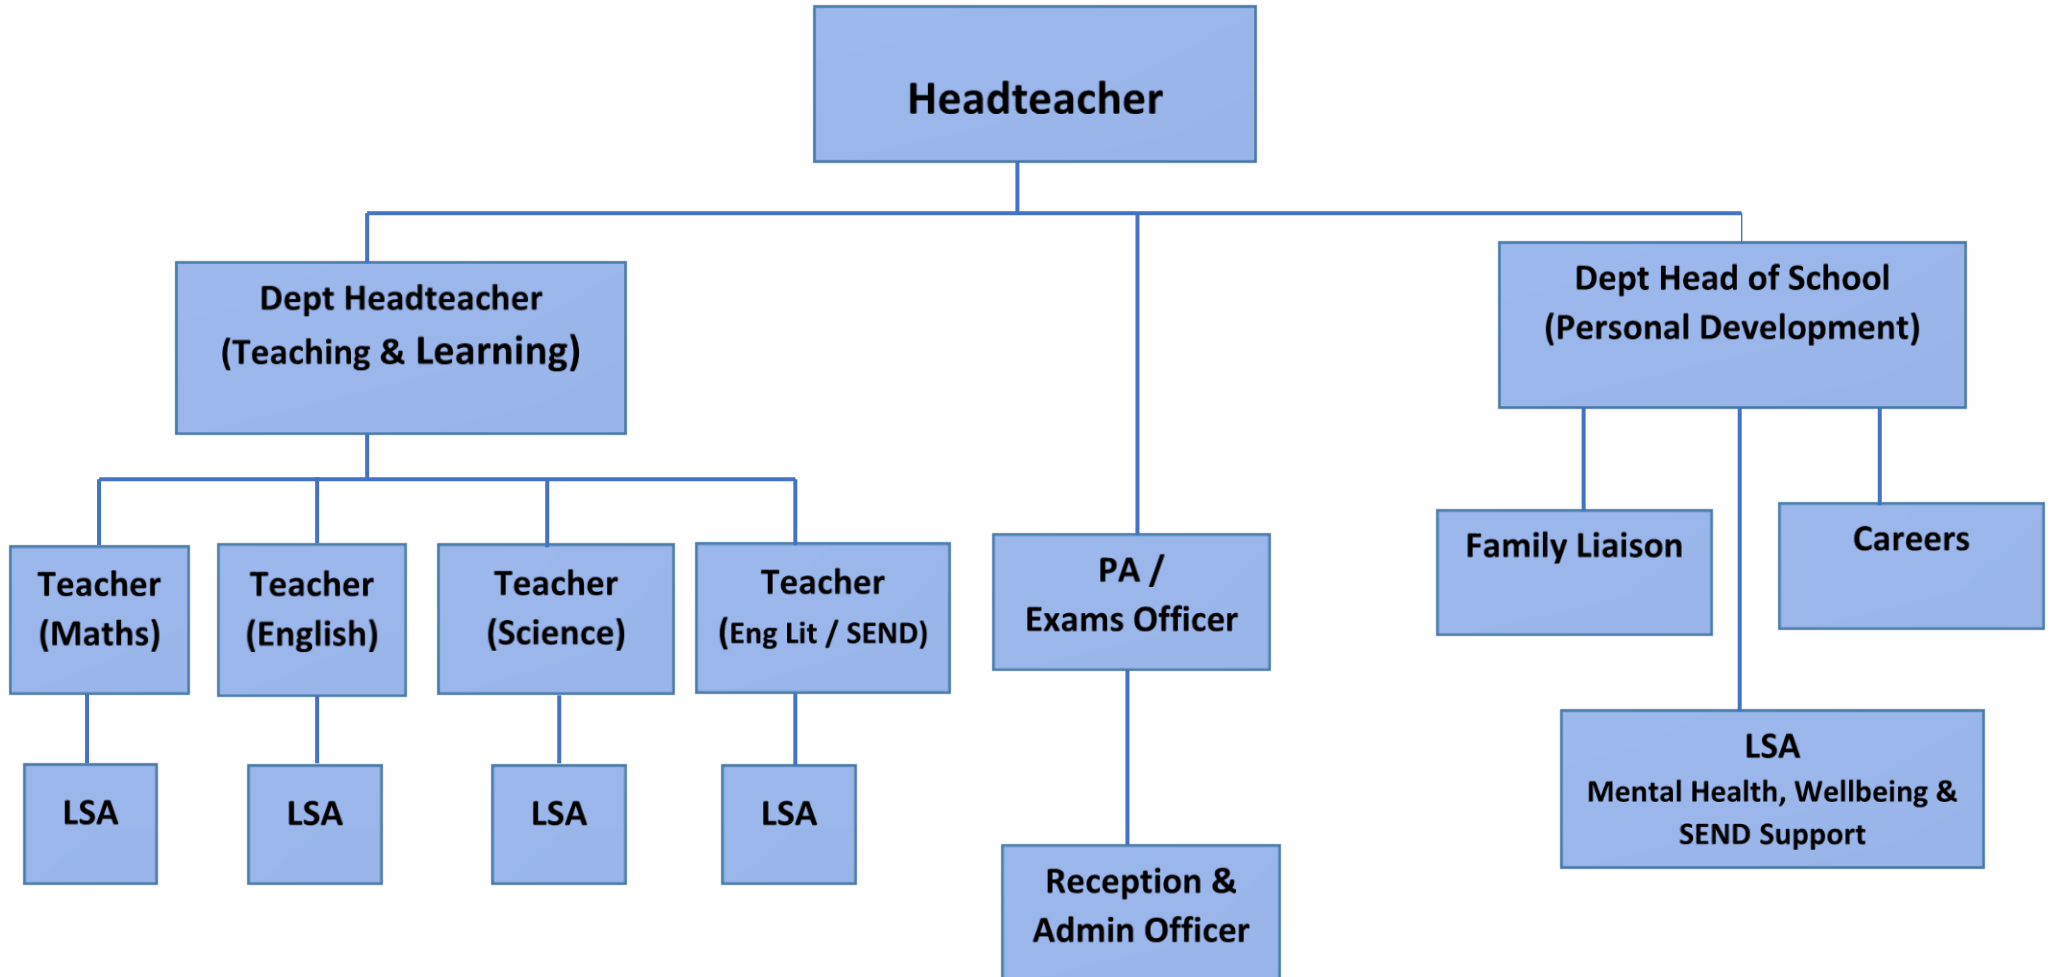 Headteacher
Dept Headteacher
(Teaching & Learning)
Dept Head of School
(Personal Development)
Teacher
(Maths)
Teacher
(English)
Teacher
(Science)
Teacher
(Eng Lit / SEND)
PA /
Exams Officer
Family Liaison
Careers
LSA
LSA
LSA
LSA
Reception &
Admin Officer
LSA
Mental Health, Wellbeing &
SEND Support